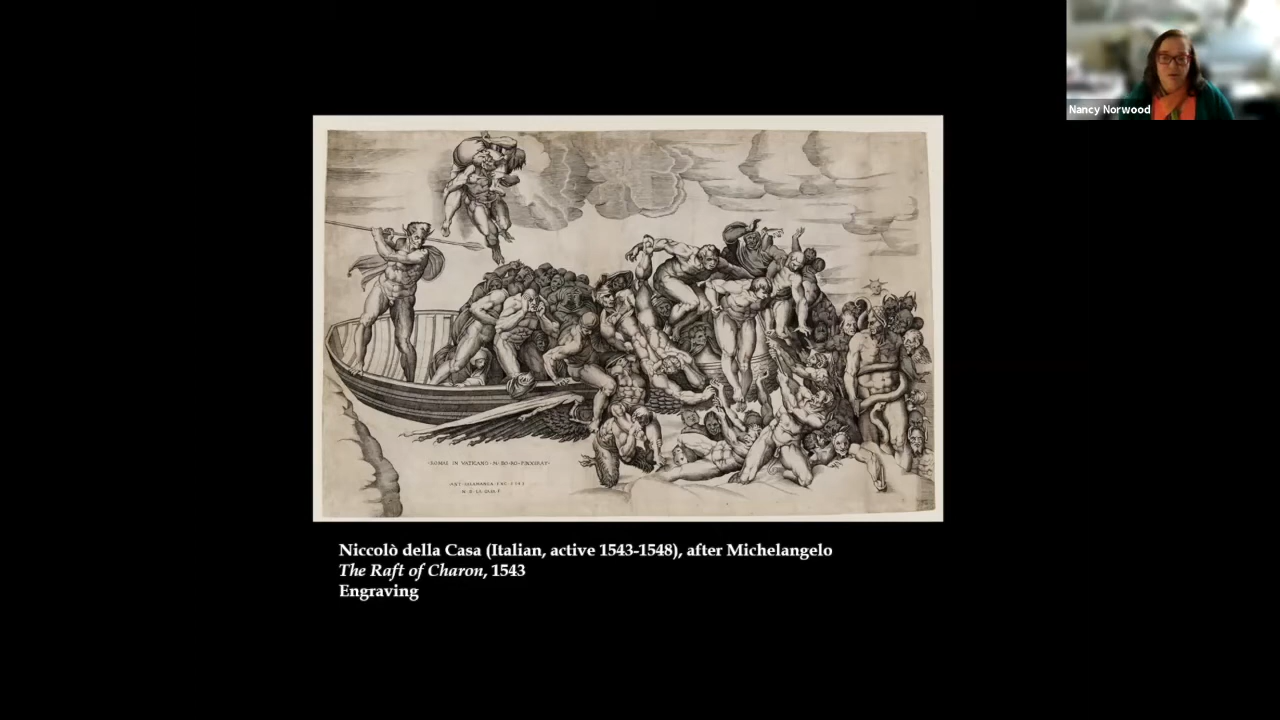 Nancy Norwood
Niccolò della Casa (Italian, active 1543-1548), after Michelangelo
The Raft of Charon, 1543
Engraving